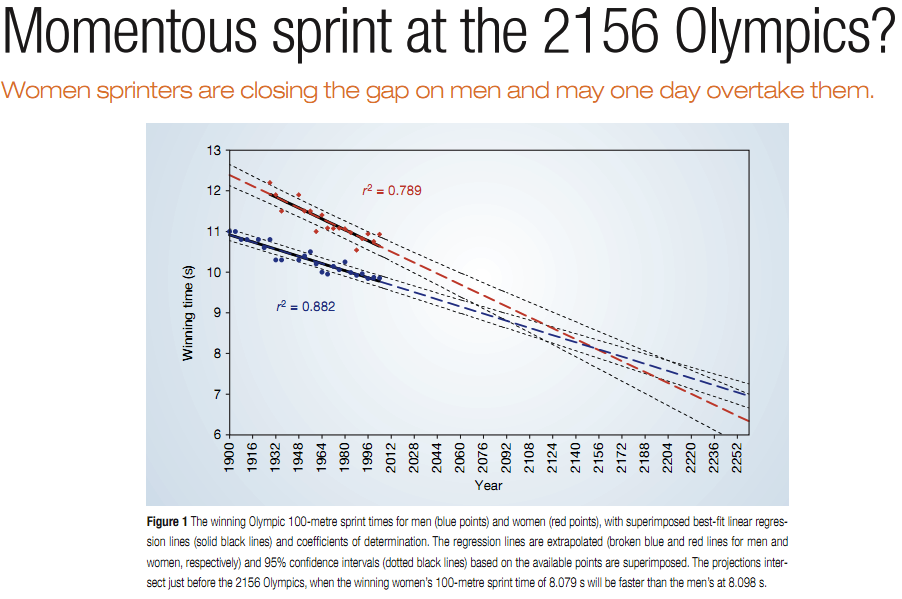 Momentous sprint at the 2156 Olympics?
Women sprinters are closing the gap on men and may one day overtake them.
13
12
11
10
9
8
7
6
Winning time (s)
r² = 0.789
r² = 0.882
1900 1916 1932 1948 1964 1980 1996 2012 2028 2044 2060 2076 2092 2108 2124 2140 2156 2172 2188 2204 2220 2236 2252
Year
Figure 1 The winning Olympic 100-metre sprint times for men (blue points) and women (red points), with superimposed best-fit linear regres-
sion lines (solid black lines) and coefficients of determination. The regression lines are extrapolated (broken blue and red lines for men and
women, respectively) and 95% confidence intervals (dotted black lines) based on the available points are superimposed. The projections inter-
sect just before the 2156 Olympics, when the winning women's 100-metre sprint time of 8.079 s will be faster than the men's at 8.098 s.